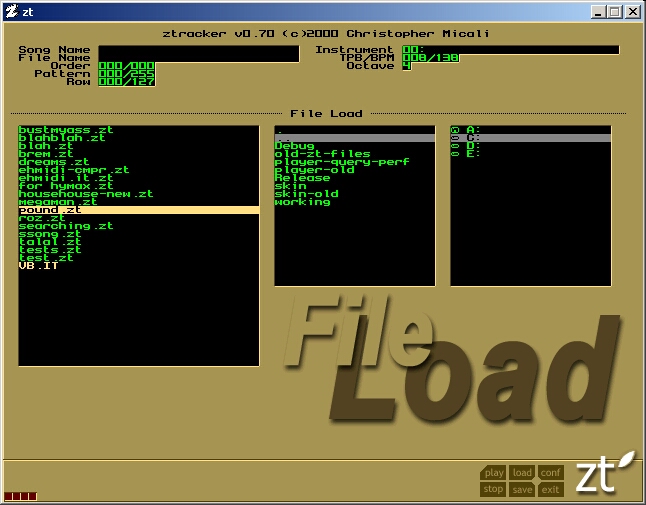 zt
ztracker v0.70 (c)2000 Christopher Micali
Song Name
File Name
Order 000/000
Pattern 000/255
Row 000/127
Instrument 00:
TPB/BPM 008/138
Octave 4
File Load
bustmyass.zt
blahblah.zt
blah.zt
brem.zt
dreams.zt
ehmidi-cmpr.zt
ehmidi.it.zt
for hymax.zt
househouse-new.zt
megaman.zt
pound.zt
roz.zt
searching.zt
ssong.zt
talal.zt
tests.zt
test.zt
VB.IT
.
..
Debug
old-zt-files
player-query-perf
player-old
Release
skin
skin-old
working
A:
C:
D:
E:
File
Load
play load conf
stop save exit
zt